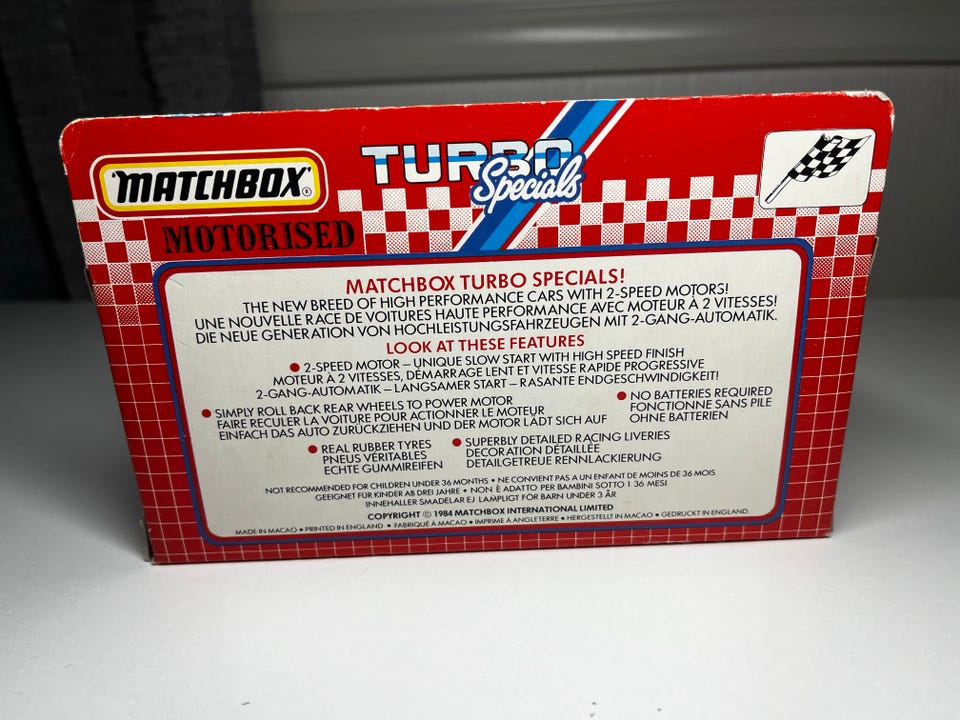 MATCHBOX®
TURBO
Specials
MOTORISED
MATCHBOX TURBO SPECIALS!
THE NEW BREED OF HIGH PERFORMANCE CARS WITH 2-SPEED MOTORS!
UNE NOUVELLE RACE DE VOITURES HAUTE PERFORMANCE AVEC MOTEUR À 2 VITESSES!
DIE NEUE GENERATION VON HOCHLEISTUNGSFAHRZEUGEN MIT 2-GANG-AUTOMATIK.
LOOK AT THESE FEATURES
● 2-SPEED MOTOR – UNIQUE SLOW START WITH HIGH SPEED FINISH
MOTEUR À 2 VITESSES, DÉMARRAGE LENT ET VITESSE RAPIDE PROGRESSIVE
2-GANG-AUTOMATIK – LANGSAMER START – RASANTE ENDGESCHWINDIGKEIT!
● SIMPLY ROLL BACK REAR WHEELS TO POWER MOTOR
FAIRE RECULER LA VOITURE POUR ACTIONNER LE MOTEUR
EINFACH DAS AUTO ZURÜCKZIEHEN UND DER MOTOR LÄDT SICH AUF
● NO BATTERIES REQUIRED
FONCTIONNE SANS PILE
OHNE BATTERIEN
● REAL RUBBER TYRES
PNEUS VÉRITABLES
ECHTE GUMMIREIFEN
● SUPERBLY DETAILED RACING LIVERIES
DECORATION DÉTAILLÉE
DETAILGETREUE RENNLACKIERUNG
NOT RECOMMENDED FOR CHILDREN UNDER 36 MONTHS • NE CONVIENT PAS A UN ENFANT DE MOINS DE 36 MOIS
GEEIGNET FUR KINDER AB DREI JAHRE • NON È ADATTO PER BAMBINI SOTTO I 36 MESI
INNEHALLER SMADELAR EJ LAMPLIGT FÖR BARN UNDER 3 ÅR
COPYRIGHT © 1984 MATCHBOX INTERNATIONAL LIMITED
MADE IN MACAO • PRINTED IN ENGLAND. • FABRIQUÉ À MACAO • IMPRIME À ANGLETERRE • HERGESTELLT IN MACAO • GEDRUCKT IN ENGLAND.